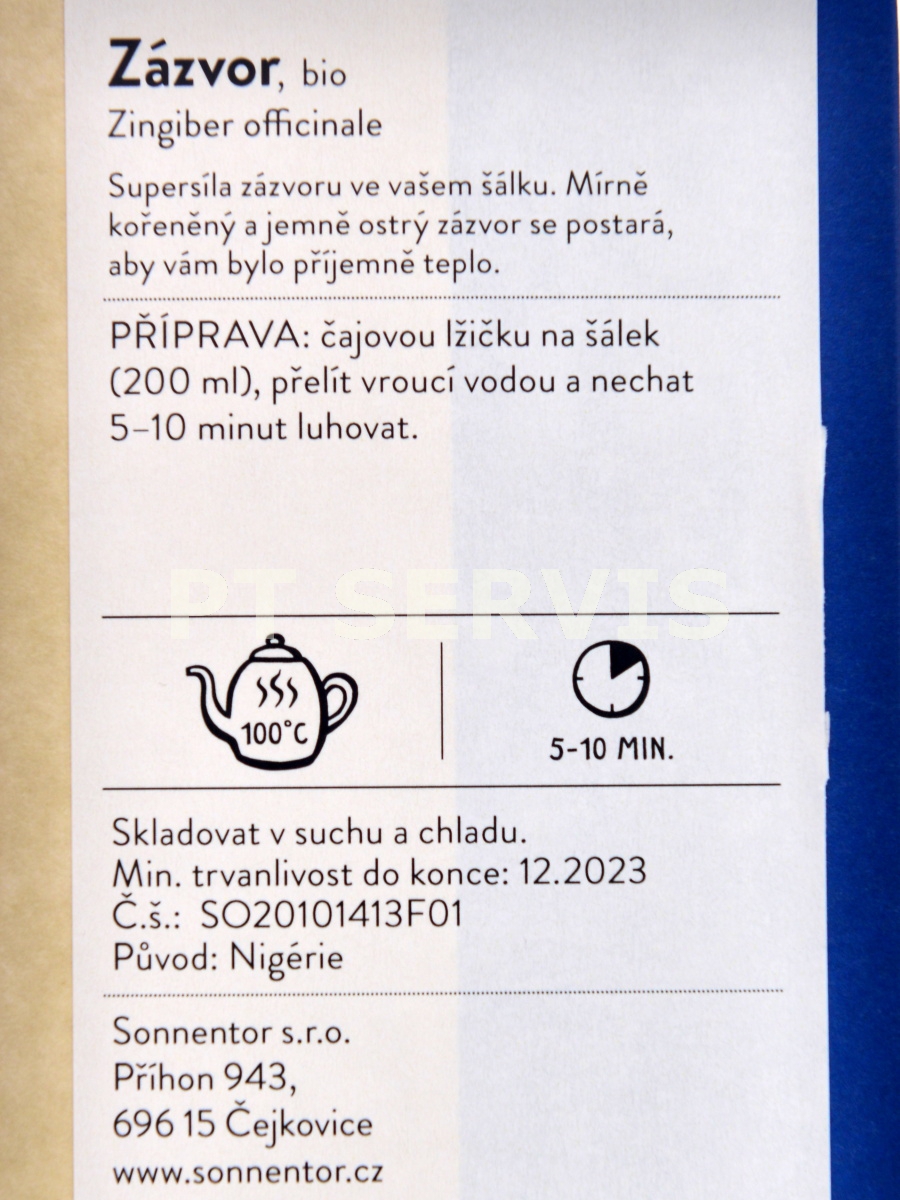 Zázvor, bio
Zingiber officinale
Supersíla zázvoru ve vašem šálku. Mírně
kořeněný a jemně ostrý zázvor se postará,
aby vám bylo příjemně teplo.
PŘÍPRAVA: čajovou lžičku na šálek
(200 ml), přelít vroucí vodou a nechat
5–10 minut luhovat.
PT SERVIS
100°C
5-10 MIN.
Skladovat v suchu a chladu.
Min. trvanlivost do konce: 12.2023
Č.š.: SO20101413F01
Původ: Nigérie
Sonnentor s.r.o.
Příhon 943,
696 15 Čejkovice
www.sonnentor.cz